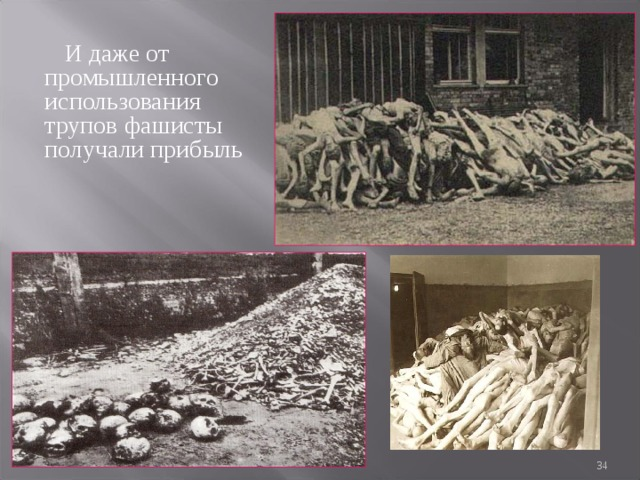 И даже от
промышленного
использования
трупов фашисты
получали прибыль
34